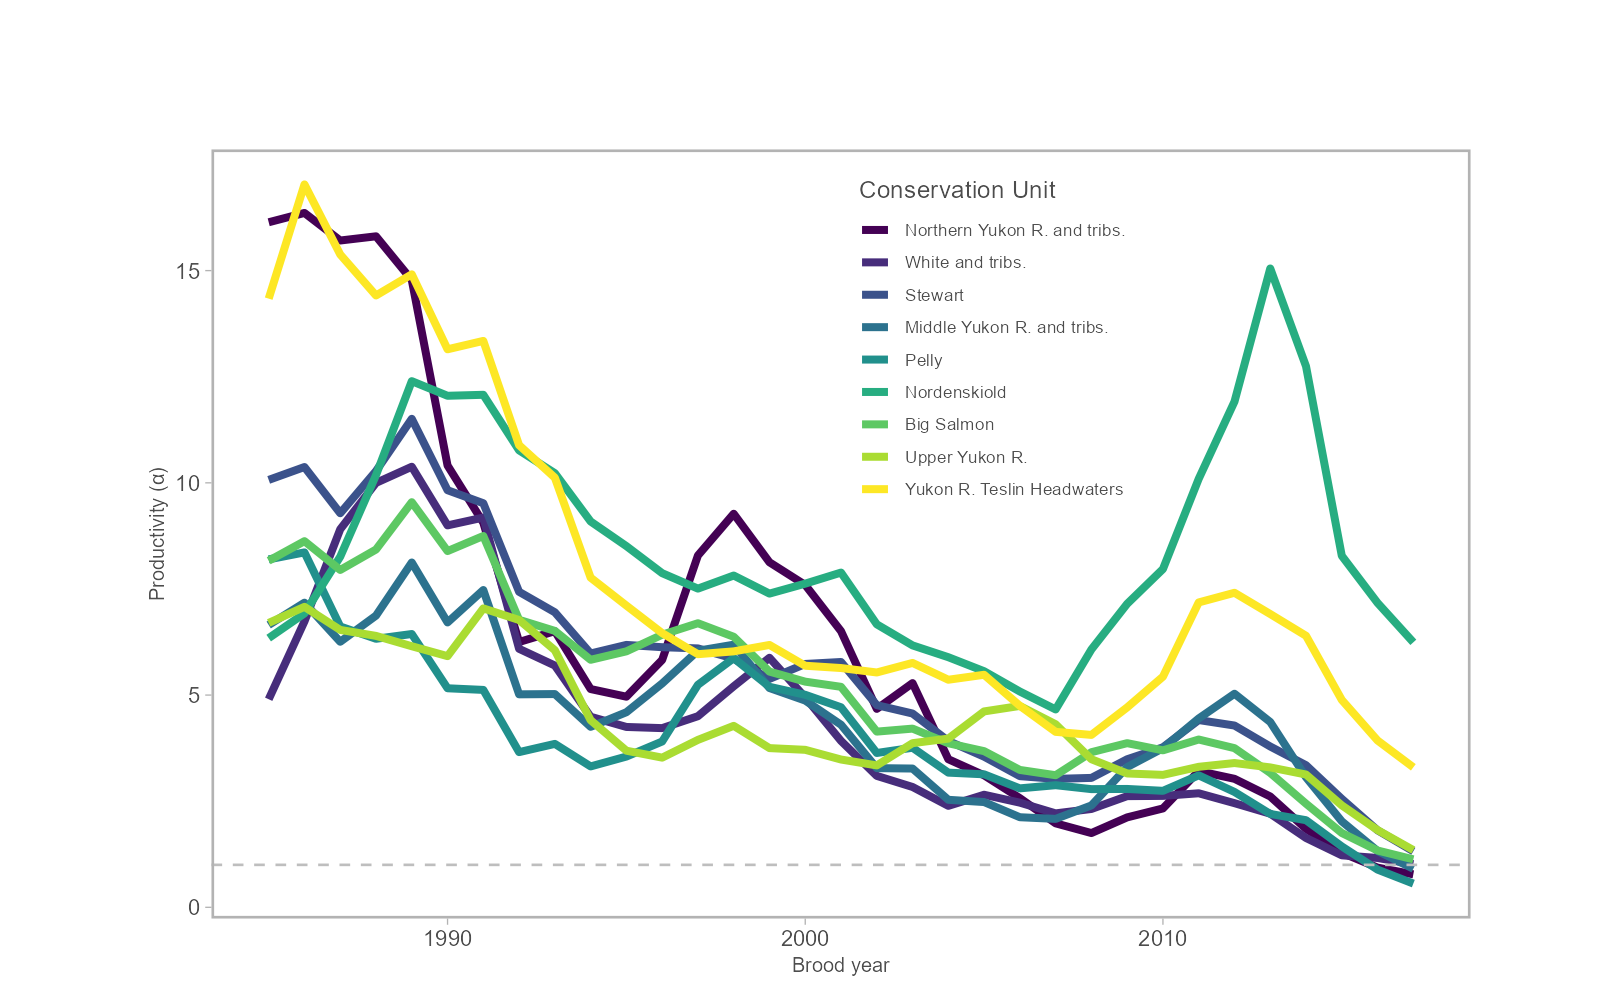 Conservation Unit
Northern Yukon R. and tribs.
White and tribs.
Stewart
Middle Yukon R. and tribs.
Pelly
Nordenskiold
Big Salmon
Upper Yukon R.
Yukon R. Teslin Headwaters
Productivity (α)
15
10
5
0
1990
2000
2010
Brood year